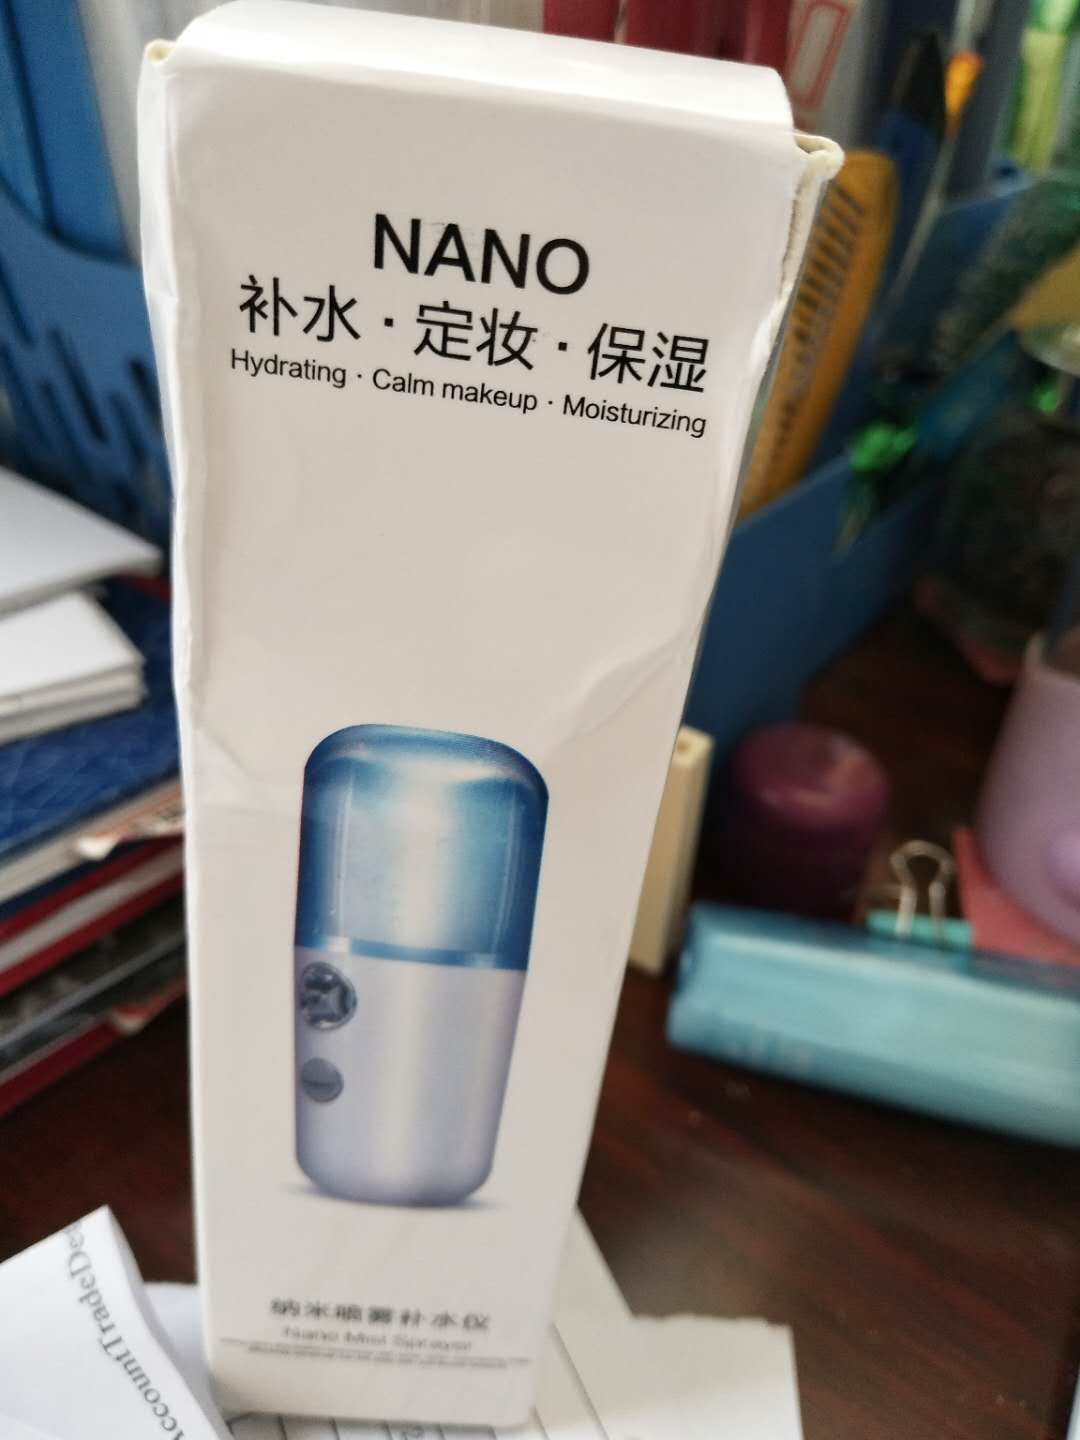 NANO
补水·定妆·保湿
Hydrating · Calm makeup · Moisturizing
纳米喷雾补水仪
Nano Mist Sprayer
AccountTradeDe